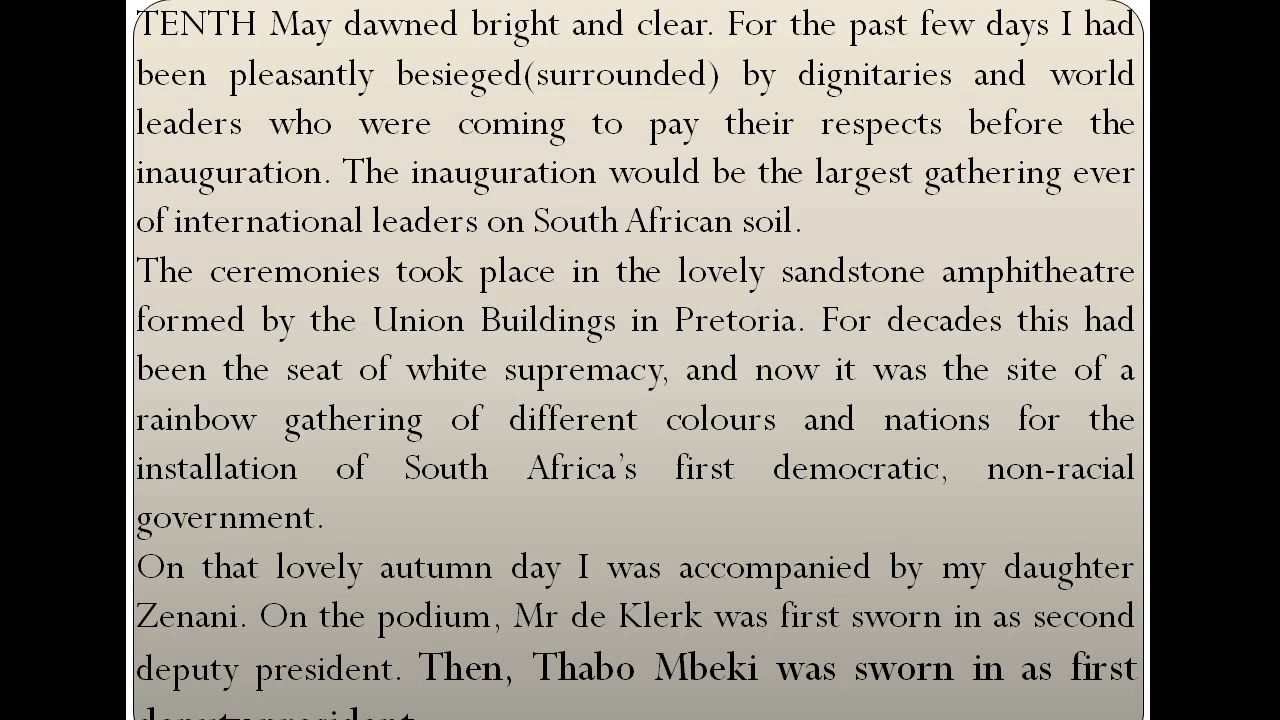 TENTH May dawned bright and clear. For the past few days I had
been pleasantly besieged(surrounded) by dignitaries and world
leaders who were coming to pay their respects before the
inauguration. The inauguration would be the largest gathering ever
of international leaders on South African soil.
The ceremonies took place in the lovely sandstone amphitheatre
formed by the Union Buildings in Pretoria. For decades this had
been the seat of white supremacy, and now it was the site of a
rainbow gathering of different colours and nations for the
installation of South Africa’s first democratic, non-racial
government.
On that lovely autumn day I was accompanied by my daughter
Zenani. On the podium, Mr de Klerk was first sworn in as second
deputy president. Then, Thabo Mbeki was sworn in as first
deputy president.